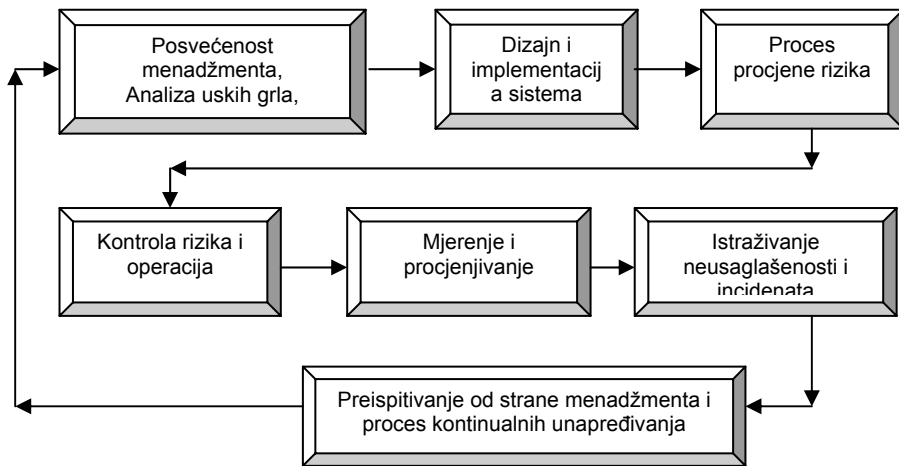 Posvećenost
menadžmenta,
Analiza uskih grla,
Dizajn i
implementacij
a sistema
Proces
procjene rizika
Kontrola rizika i
operacija
Mjerenje i
procjenjivanje
Istraživanje
neusaglašenosti i
incidenata
Preispitivanje od strane menadžmenta i
proces kontinualnih unapređivanja